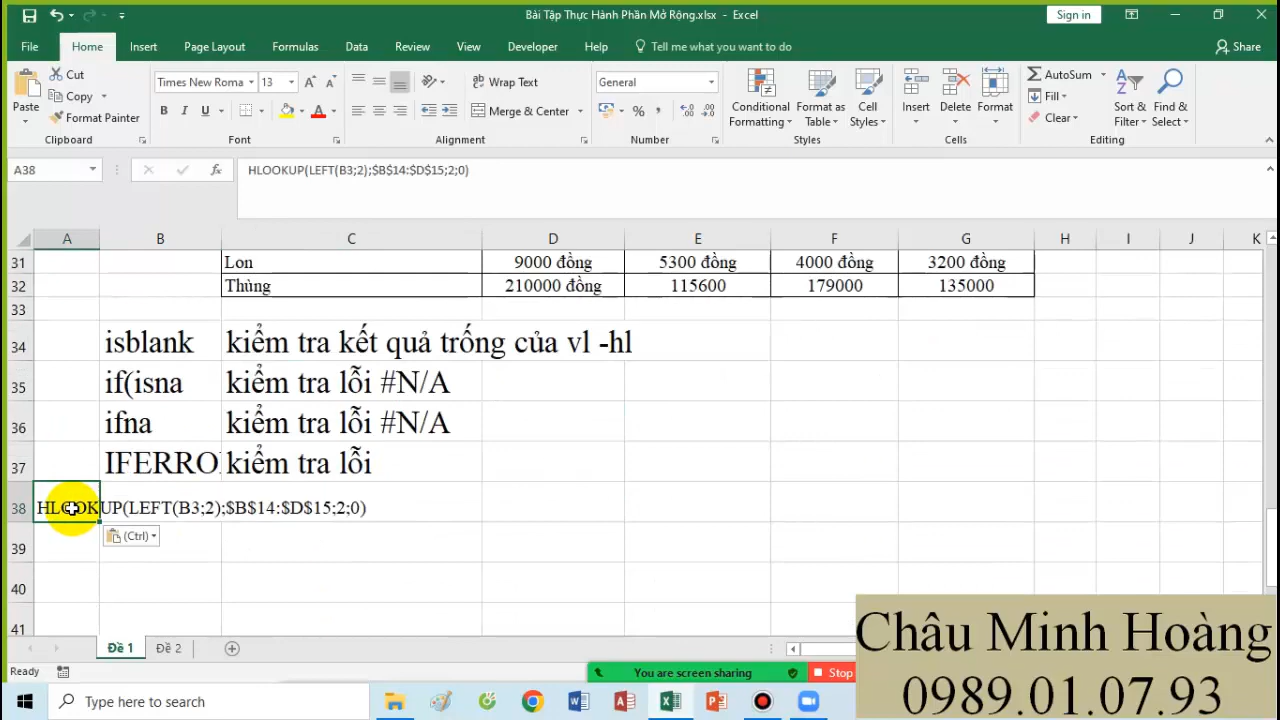 Bài Tập Thực Hành Phần Mở Rộng.xlsx - Excel
Sign in
File Home Insert Page Layout Formulas Data Review View Developer Help Tell me what you want to do Share
Paste Cut Copy Format Painter
Clipboard
Times New Roma 13
B I U
Font
Wrap Text
Merge & Center
Alignment
General
Number
Conditional Formatting Format as Table Cell Styles
Styles
Insert Delete Format
Cells
AutoSum
Fill
Clear
Sort & Filter Find & Select
Editing
A38 fx HLOOKUP(LEFT(B3;2);$B$14:$D$15;2;0)
A B C D E F G H I J K
31 Lon 9000 đồng 5300 đồng 4000 đồng 3200 đồng
32 Thùng 210000 đồng 115600 179000 135000
33
34 isblank kiểm tra kết quả trống của vl -hl
35 if(isna kiểm tra lỗi #N/A
36 ifna kiểm tra lỗi #N/A
37 IFERRO kiểm tra lỗi
38 HLOOKUP(LEFT(B3;2);$B$14:$D$15;2;0)
(Ctrl)
39
40
41
Đề 1 Đề 2
Ready
You are screen sharing Stop
Type here to search
Châu Minh Hoàng
0989.01.07.93